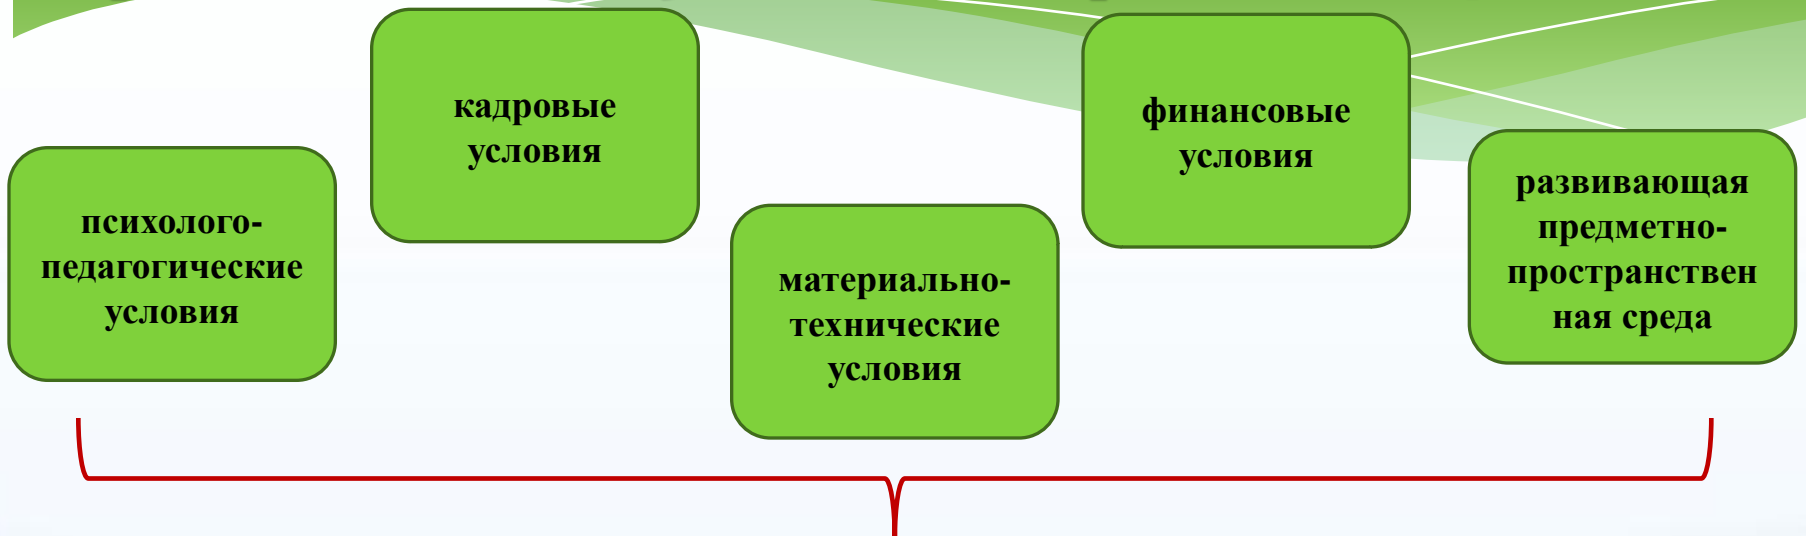 психолого-
педагогические
условия
кадровые
условия
материально-
технические
условия
финансовые
условия
развивающая
предметно-
пространствен
ная среда